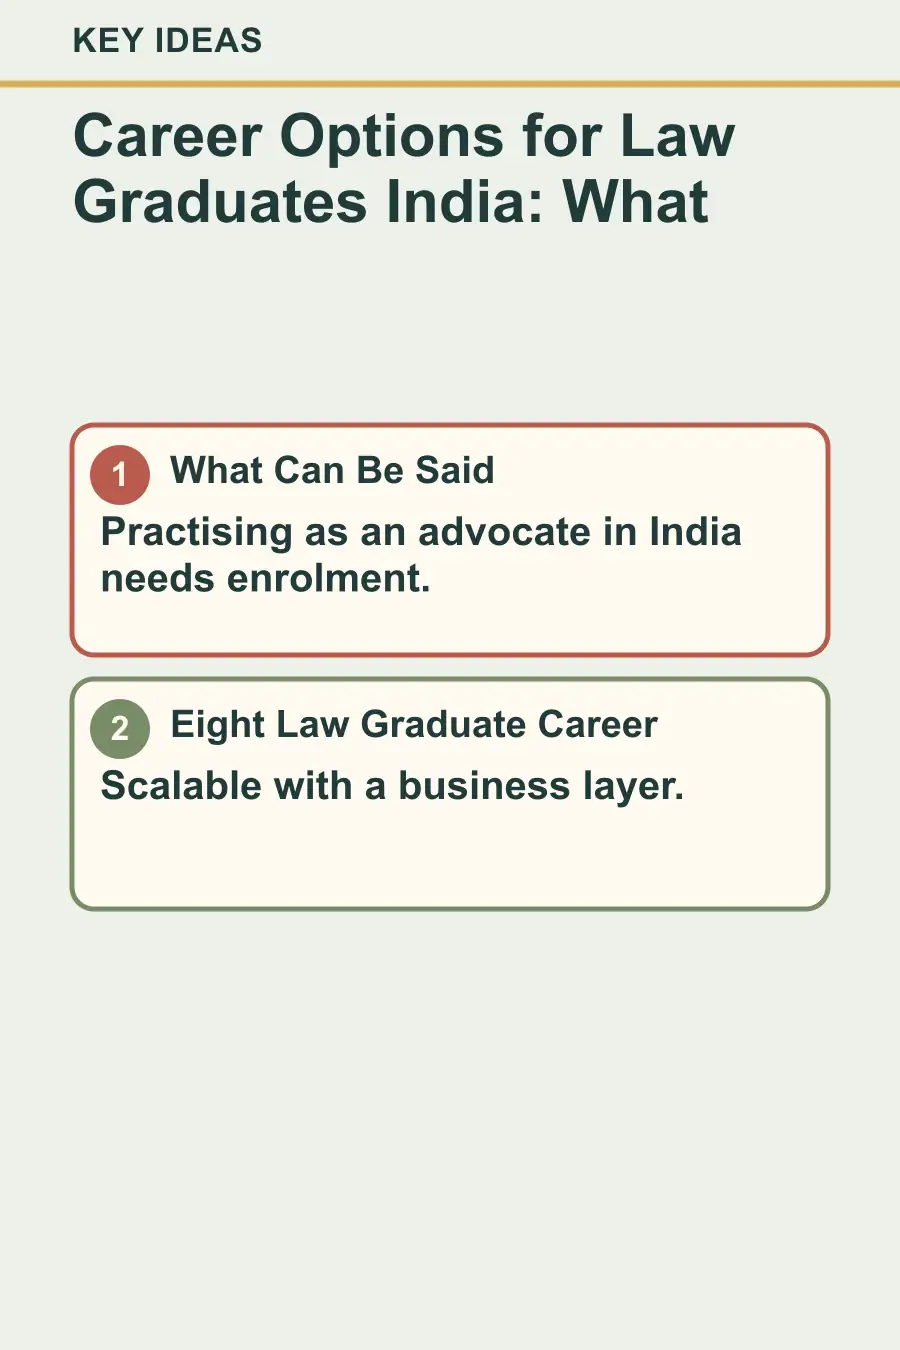 KEY IDEAS
Career Options for Law
Graduates India: What
1 What Can Be Said
Practising as an advocate in India
needs enrolment.
2 Eight Law Graduate Career
Scalable with a business layer.